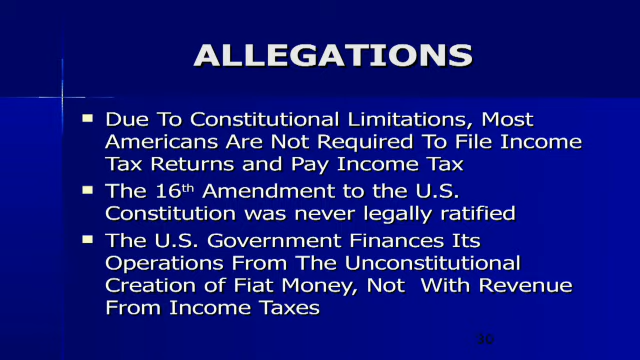 ALLEGATIONS
Due To Constitutional Limitations, Most
Americans Are Not Required To File Income
Tax Returns and Pay Income Tax
The 16th Amendment to the U.S.
Constitution was never legally ratified
The U.S. Government Finances Its
Operations From The Unconstitutional
Creation of Fiat Money, Not With Revenue
From Income Taxes
30